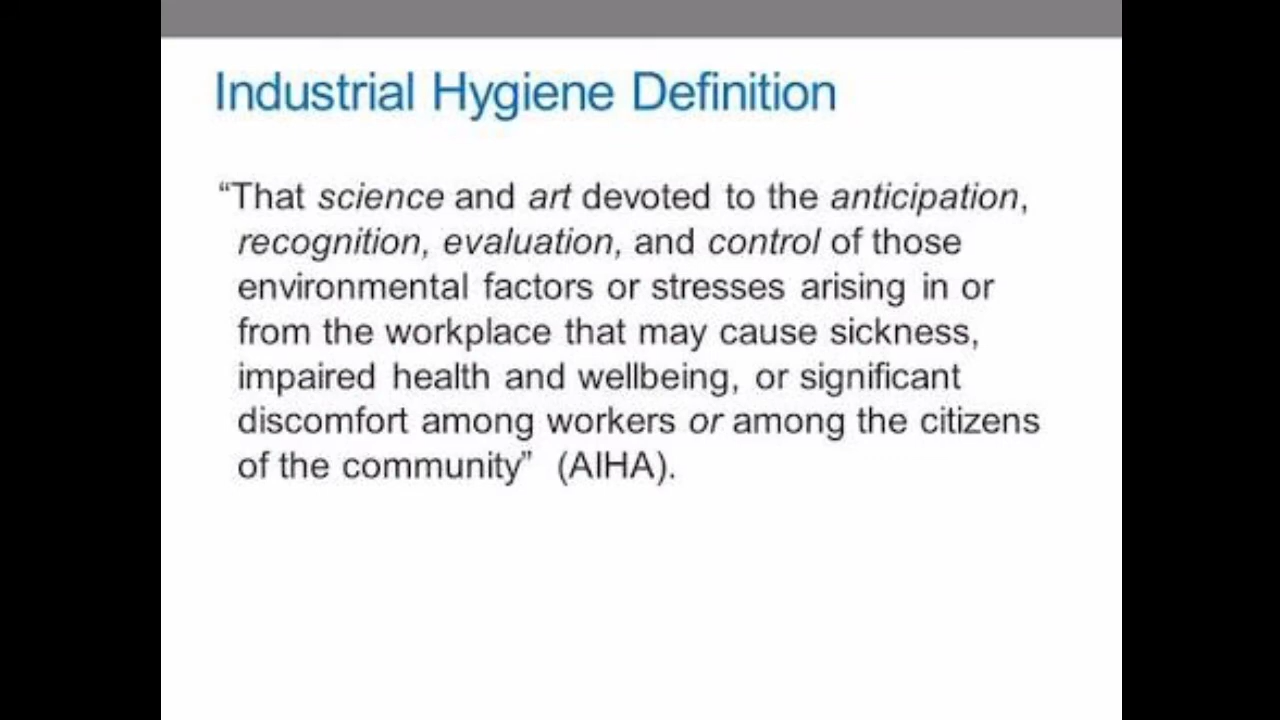 Industrial Hygiene Definition
“That science and art devoted to the anticipation,
recognition, evaluation, and control of those
environmental factors or stresses arising in or
from the workplace that may cause sickness,
impaired health and wellbeing, or significant
discomfort among workers or among the citizens
of the community” (AIHA).